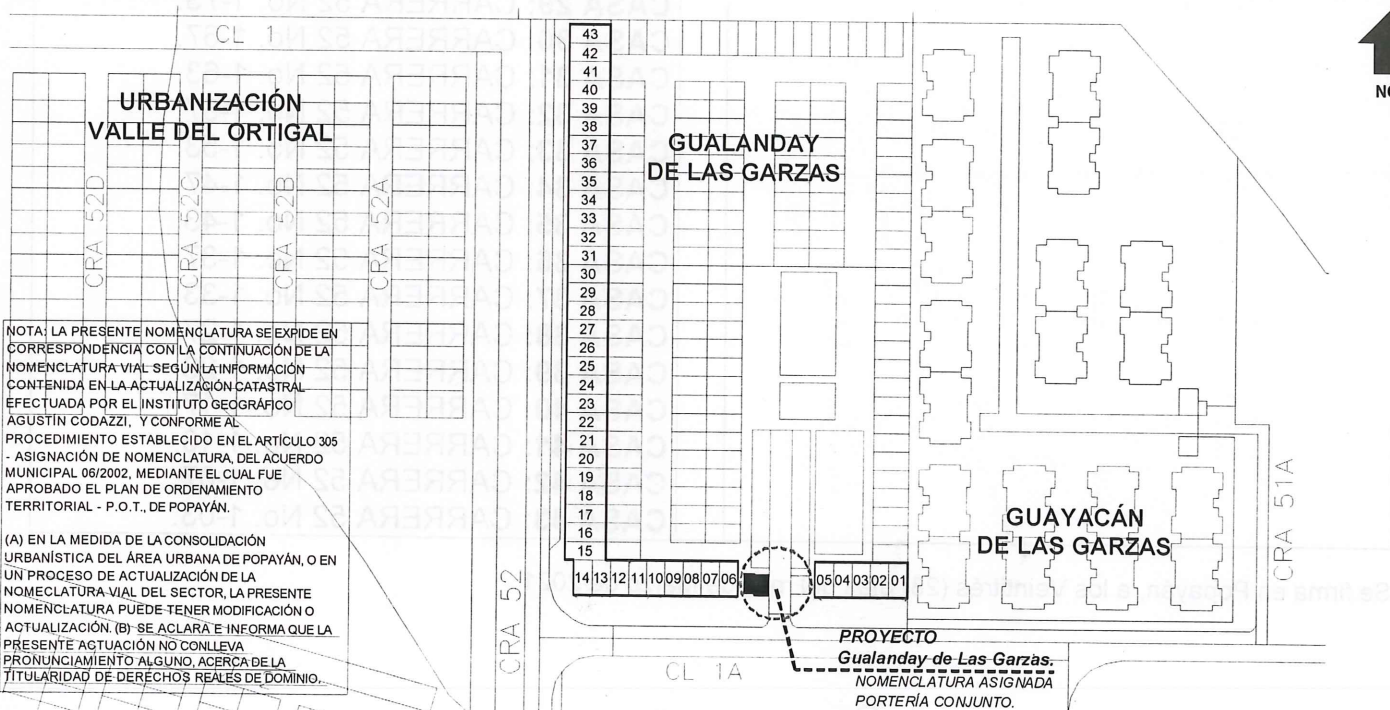 CL 1
URBANIZACIÓN
VALLE DEL ORTIGAL
CRA 52D
CRA 52C
CRA 52B
CRA 52A
NOTA: LA PRESENTE NOMENCLATURA SE EXPIDE EN
CORRESPONDENCIA CON LA CONTINUACIÓN DE LA
NOMENCLATURA VIAL SEGÚN LA INFORMACIÓN
CONTENIDA EN LA ACTUALIZACIÓN CATASTRAL
EFECTUADA POR EL INSTITUTO GEOGRÁFICO
AGUSTÍN CODAZZI, Y CONFORME AL
PROCEDIMIENTO ESTABLECIDO EN EL ARTÍCULO 305
- ASIGNACIÓN DE NOMENCLATURA, DEL ACUERDO
MUNICIPAL 06/2002, MEDIANTE EL CUAL FUE
APROBADO EL PLAN DE ORDENAMIENTO
TERRITORIAL - P.O.T., DE POPAYÁN.
(A) EN LA MEDIDA DE LA CONSOLIDACIÓN
URBANÍSTICA DEL ÁREA URBANA DE POPAYÁN, O EN
UN PROCESO DE ACTUALIZACIÓN DE LA
NOMECLATURA VIAL DEL SECTOR, LA PRESENTE
NOMENCLATURA PUEDE TENER MODIFICACIÓN O
ACTUALIZACIÓN. (B) SE ACLARA E INFORMA QUE LA
PRESENTE ACTUACIÓN NO CONLLEVA
PRONUNCIAMIENTO ALGUNO, ACERCA DE LA
TITULARIDAD DE DERECHOS REALES DE DOMINIO.
43
42
41
40
39
38
37
36
35
34
33
32
31
30
29
28
27
26
25
24
23
22
21
20
19
18
17
16
15
14 13 12 11 10 09 08 07 06
05 04 03 02 01
GUALANDAY
DE LAS GARZAS
GUAYACÁN
DE LAS GARZAS
CRA 51A
CRA 52
CL 1A
PROYECTO
Gualanday de Las Garzas.
NOMENCLATURA ASIGNADA
PORTERÍA CONJUNTO.